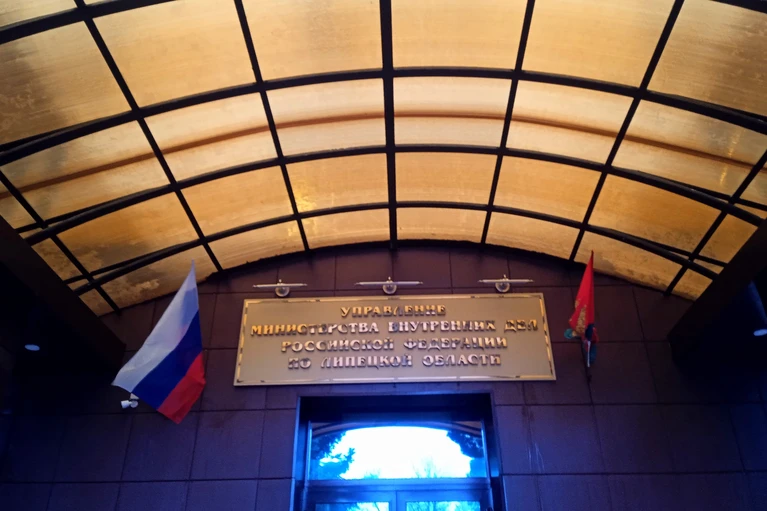 УПРАВЛЕНИЕ
МИНИСТЕРСТВА ВНУТРЕННИХ ДЕЛ
РОССИЙСКОЙ ФЕДЕРАЦИИ
ПО ЛИПЕЦКОЙ ОБЛАСТИ